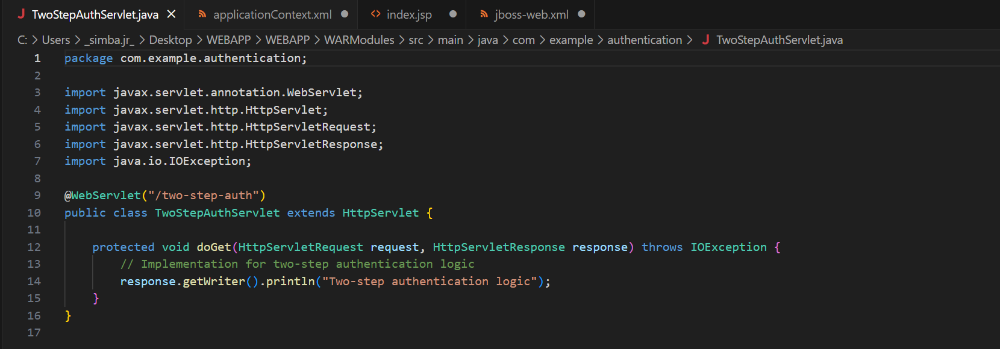 TwoStepAuthServlet.java applicationContext.xml index.jsp jboss-web.xml
C: > Users > _simba.jr_ > Desktop > WEBAPP > WEBAPP > WARModules > src > main > java > com > example > authentication > TwoStepAuthServlet.java
1 package com.example.authentication;
2
3 import javax.servlet.annotation.WebServlet;
4 import javax.servlet.http.HttpServlet;
5 import javax.servlet.http.HttpServletRequest;
6 import javax.servlet.http.HttpServletResponse;
7 import java.io.IOException;
8
9 @WebServlet("/two-step-auth")
10 public class TwoStepAuthServlet extends HttpServlet {
11
12 protected void doGet(HttpServletRequest request, HttpServletResponse response) throws IOException {
13 // Implementation for two-step authentication logic
14 response.getWriter().println("Two-step authentication logic");
15 }
16 }
17